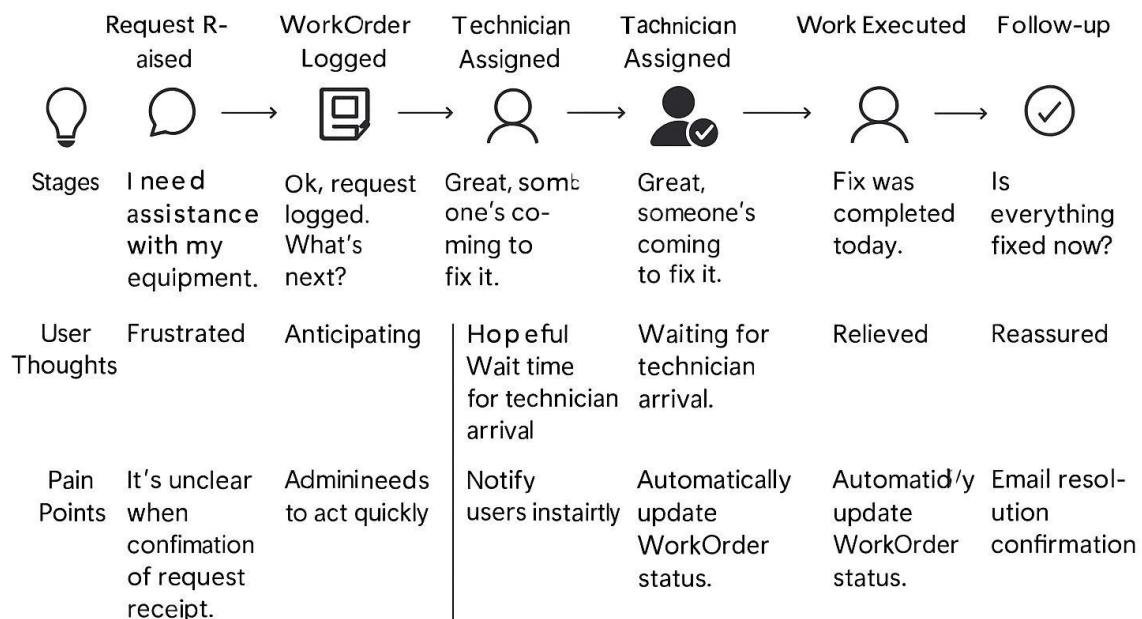 Request R-
aised
WorkOrder
Logged
Technician
Assigned
Tachnician
Assigned
Work Executed
Follow-up
Stages
I need
assistance
with my
equipment.
Ok, request
logged.
What's
next?
Great, som
one's co-
ming to
fix it.
Great,
someone's
coming
to fix it.
Fix was
completed
today.
Is
everything
fixed now?
User
Thoughts
Frustrated
Anticipating
Hopeful
Wait time
for technician
arrival
Waiting for
technician
arrival.
Relieved
Reassured
Pain
Points
It's unclear
when
confimation
of request
receipt.
Adminineeds
to act quickly
Notify
users instairtly
Automatically
update
WorkOrder
status.
update
WorkOrder
status.
Email resol-
ution
confirmation